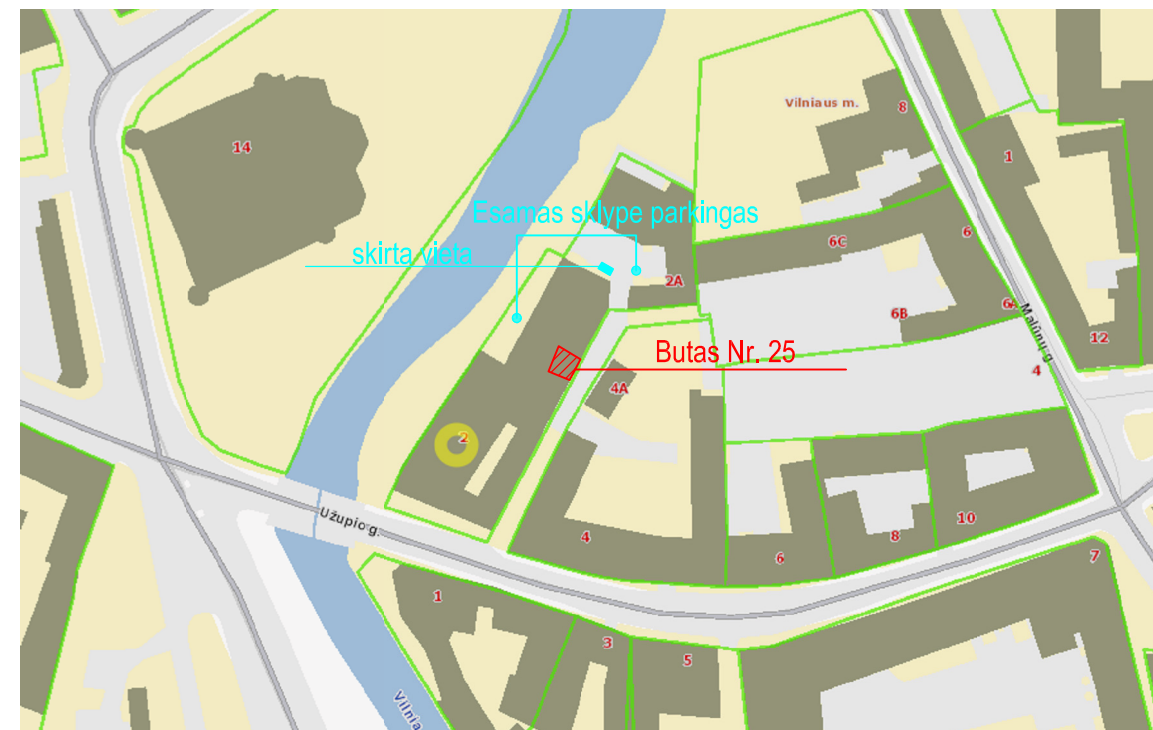 Vilniaus m.
8
14
1
Esamas sklype parkingas
skirta vieta
6C
6
2A
6B
6A
Malūnų g.
12
Butas Nr. 25
4
4A
2
Užupio g.
4
6
8
10
7
1
3
5
Vilnia